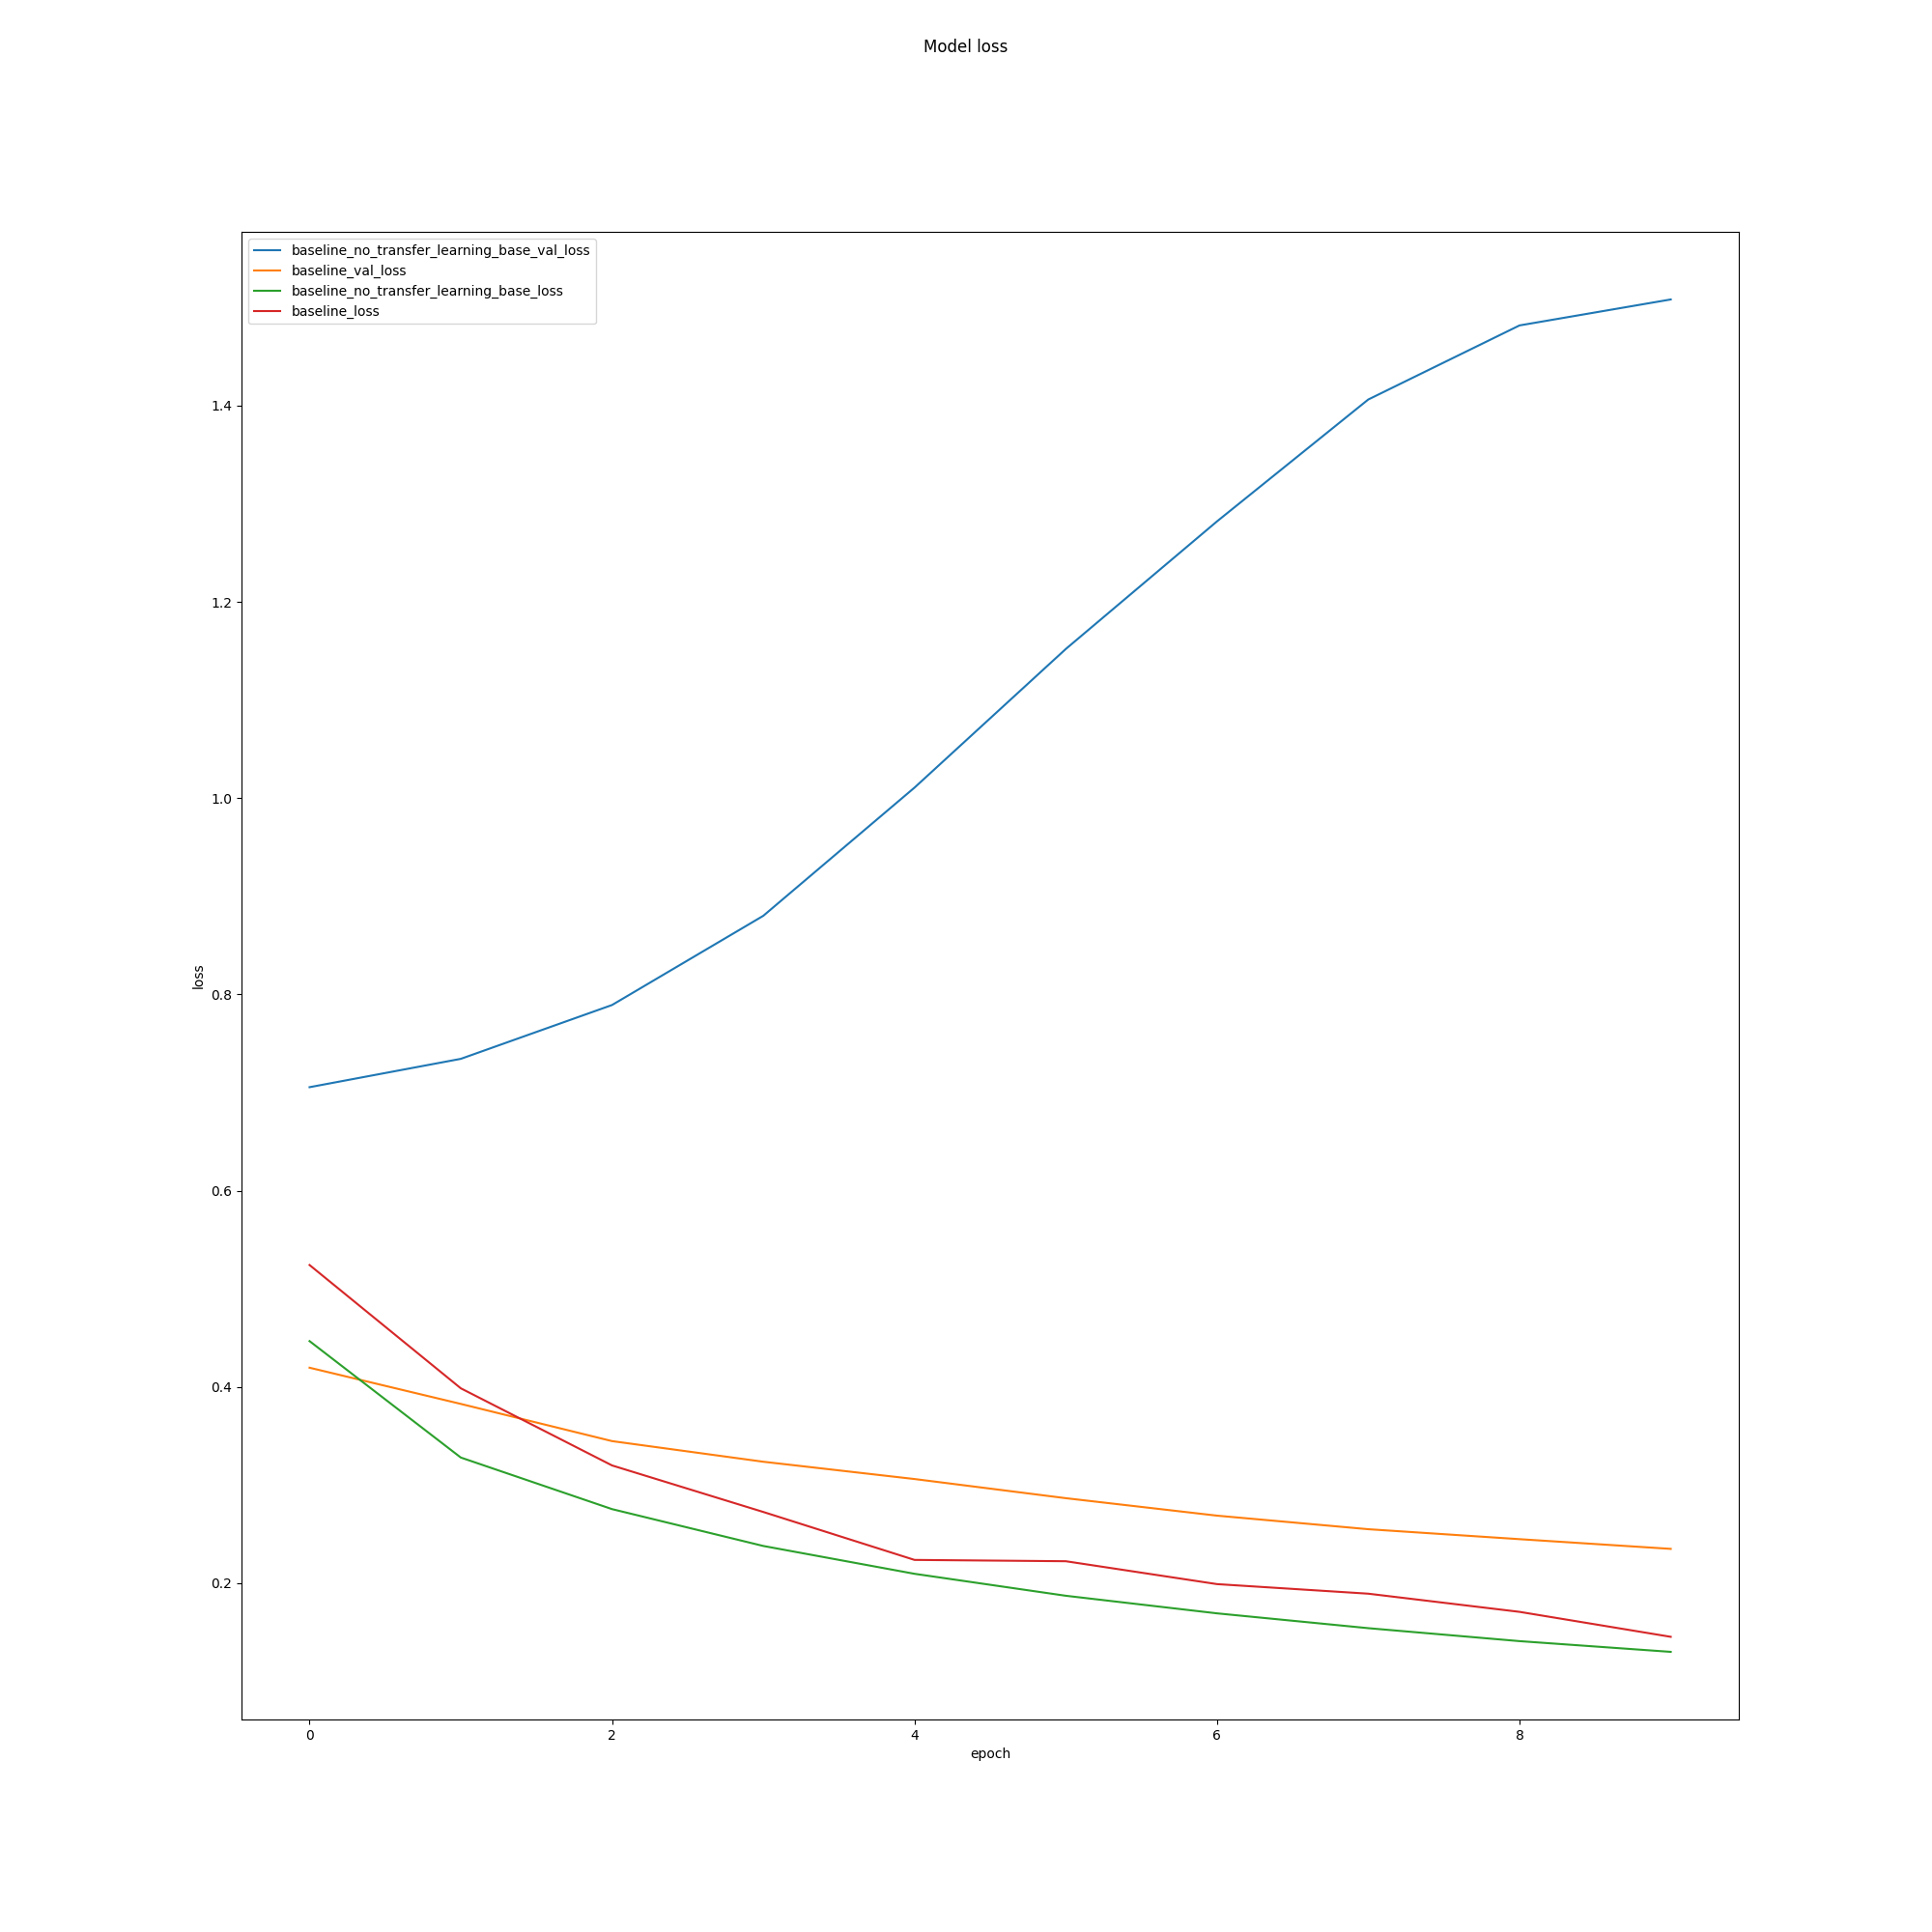 Model loss
baseline_no_transfer_learning_base_val_loss
baseline_val_loss
baseline_no_transfer_learning_base_loss
baseline_loss
1.4
1.2
1.0
0.8
loss
0.6
0.4
0.2
0 2 4 6 8
epoch